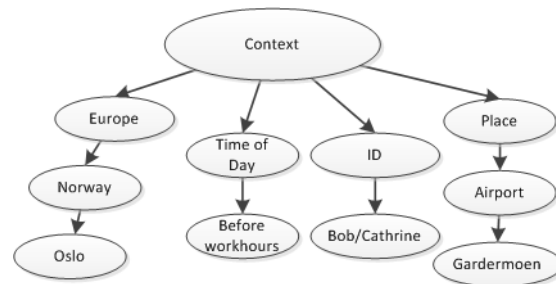 Context
Europe
Time of
Day
ID
Place
Norway
Before
workhours
Bob/Cathrine
Airport
Oslo
Gardermoen